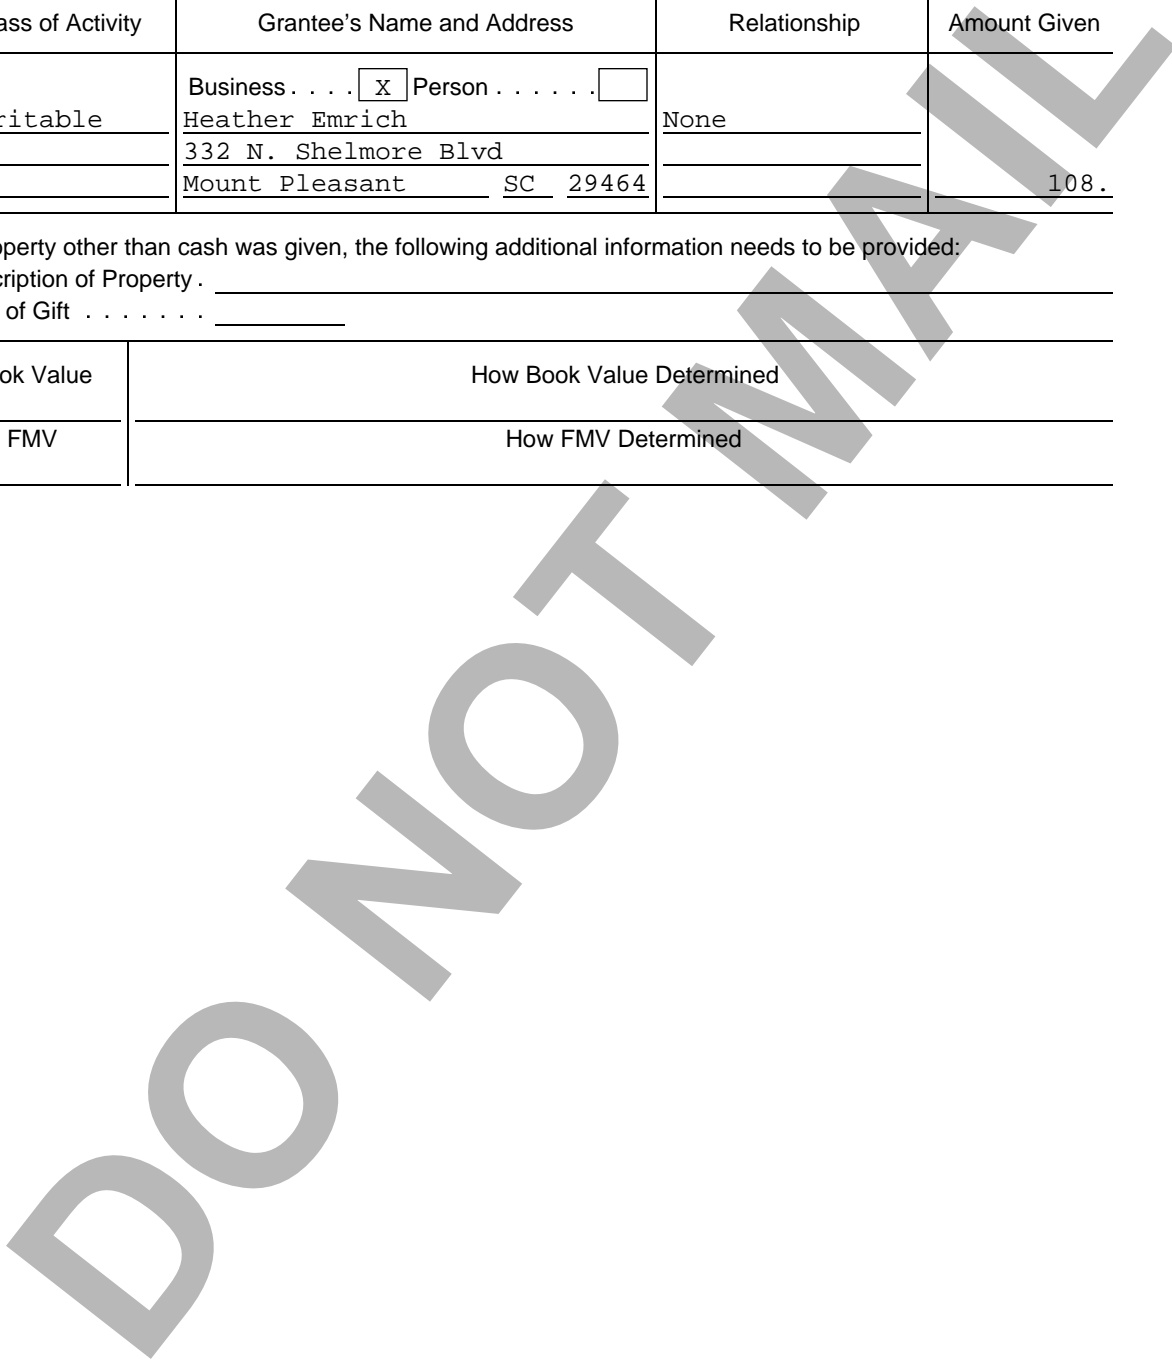 ass of Activity Grantee's Name and Address Relationship Amount Given
Business . . . . X Person . . . . . .
ritable Heather Emrich None
332 N. Shelmore Blvd
Mount Pleasant SC 29464 108.
operty other than cash was given, the following additional information needs to be provided:
cription of Property .
of Gift . . . . . . .
ok Value How Book Value Determined
FMV How FMV Determined
DO NOT MAIL